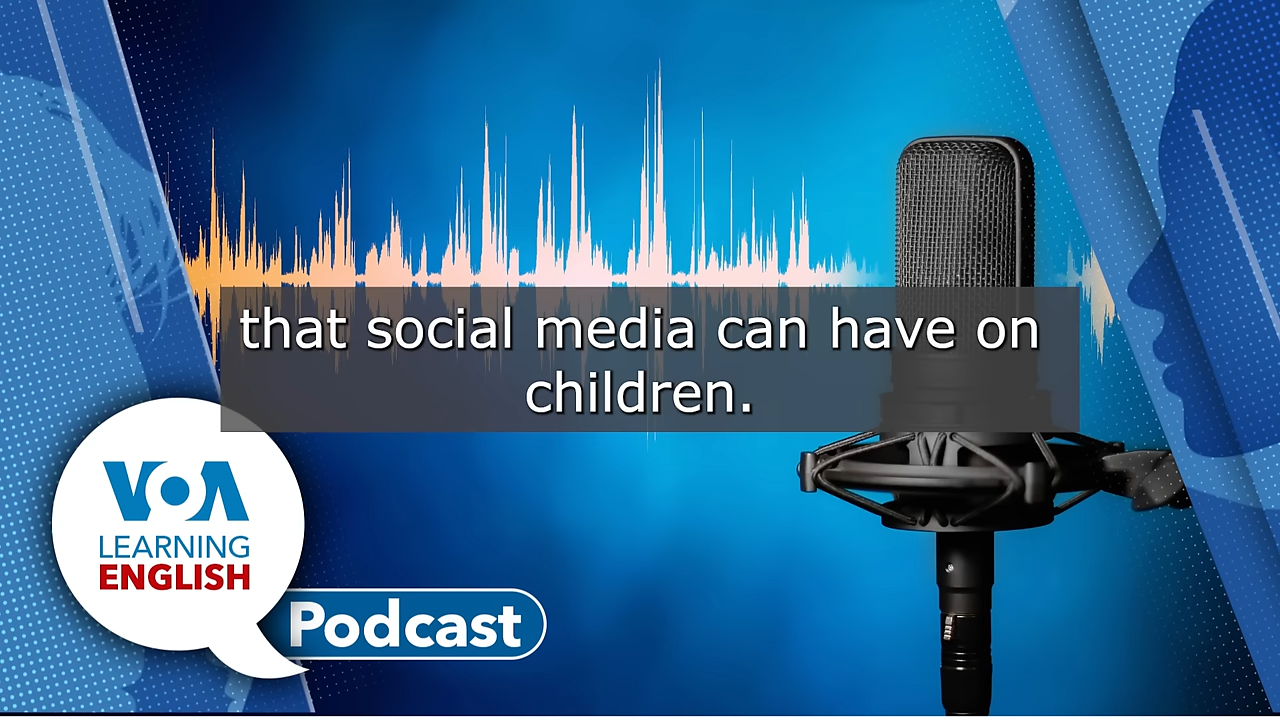 that social media can have on
children.
VOA
LEARNING
ENGLISH
Podcast